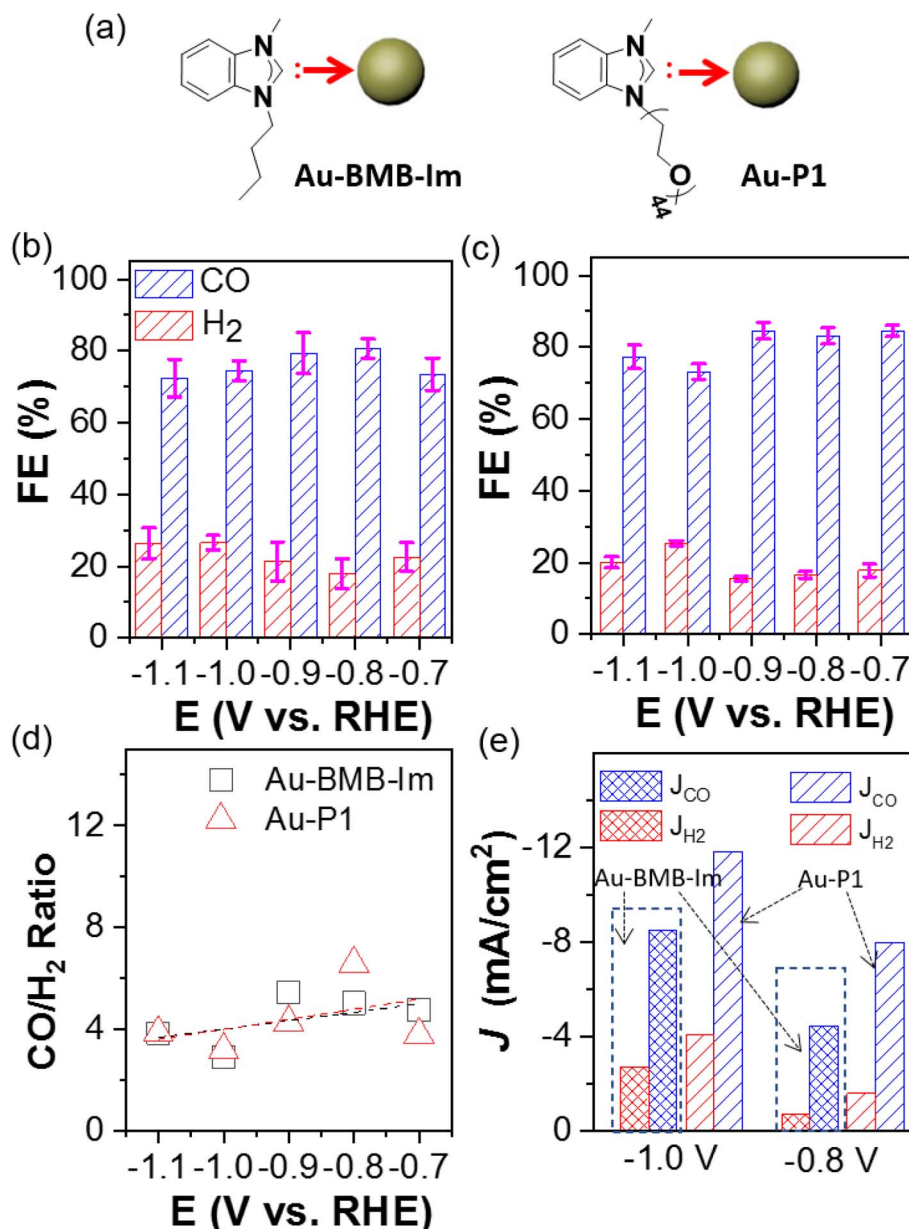 (a)
N
N
:
Au-BMB-Im
N
N
:
O
44
Au-P1
(b)
CO
H2
100
80
60
40
20
0
FE (%)
-1.1 -1.0 -0.9 -0.8 -0.7
E (V vs. RHE)
(c)
100
80
60
40
20
0
FE (%)
-1.1 -1.0 -0.9 -0.8 -0.7
E (V vs. RHE)
(d)
Au-BMB-Im
Au-P1
12
8
4
0
CO/H2 Ratio
-1.1 -1.0 -0.9 -0.8 -0.7
E (V vs. RHE)
(e)
JCO
JH2
JCO
JH2
Au-BMB-Im
Au-P1
-12
-8
-4
0
J (mA/cm2)
-1.0 V
-0.8 V